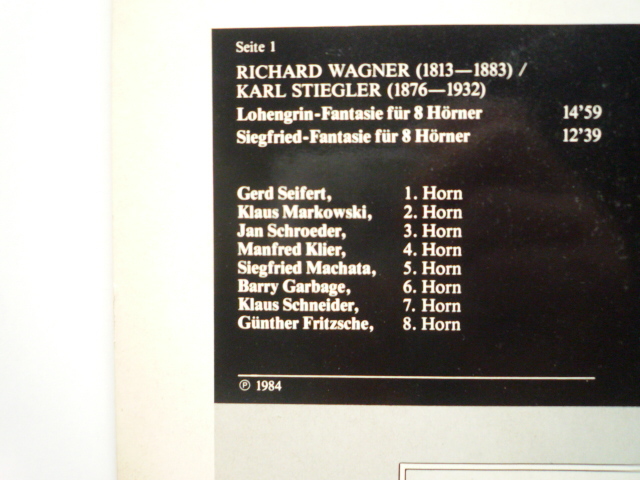 Seite 1
RICHARD WAGNER (1813—1883) /
KARL STIEGLER (1876—1932)
Lohengrin-Fantasie für 8 Hörner 14'59
Siegfried-Fantasie für 8 Hörner 12'39
Gerd Seifert, 1. Horn
Klaus Markowski, 2. Horn
Jan Schroeder, 3. Horn
Manfred Klier, 4. Horn
Siegfried Machata, 5. Horn
Barry Garbage, 6. Horn
Klaus Schneider, 7. Horn
Günther Fritzsche, 8. Horn
℗ 1984